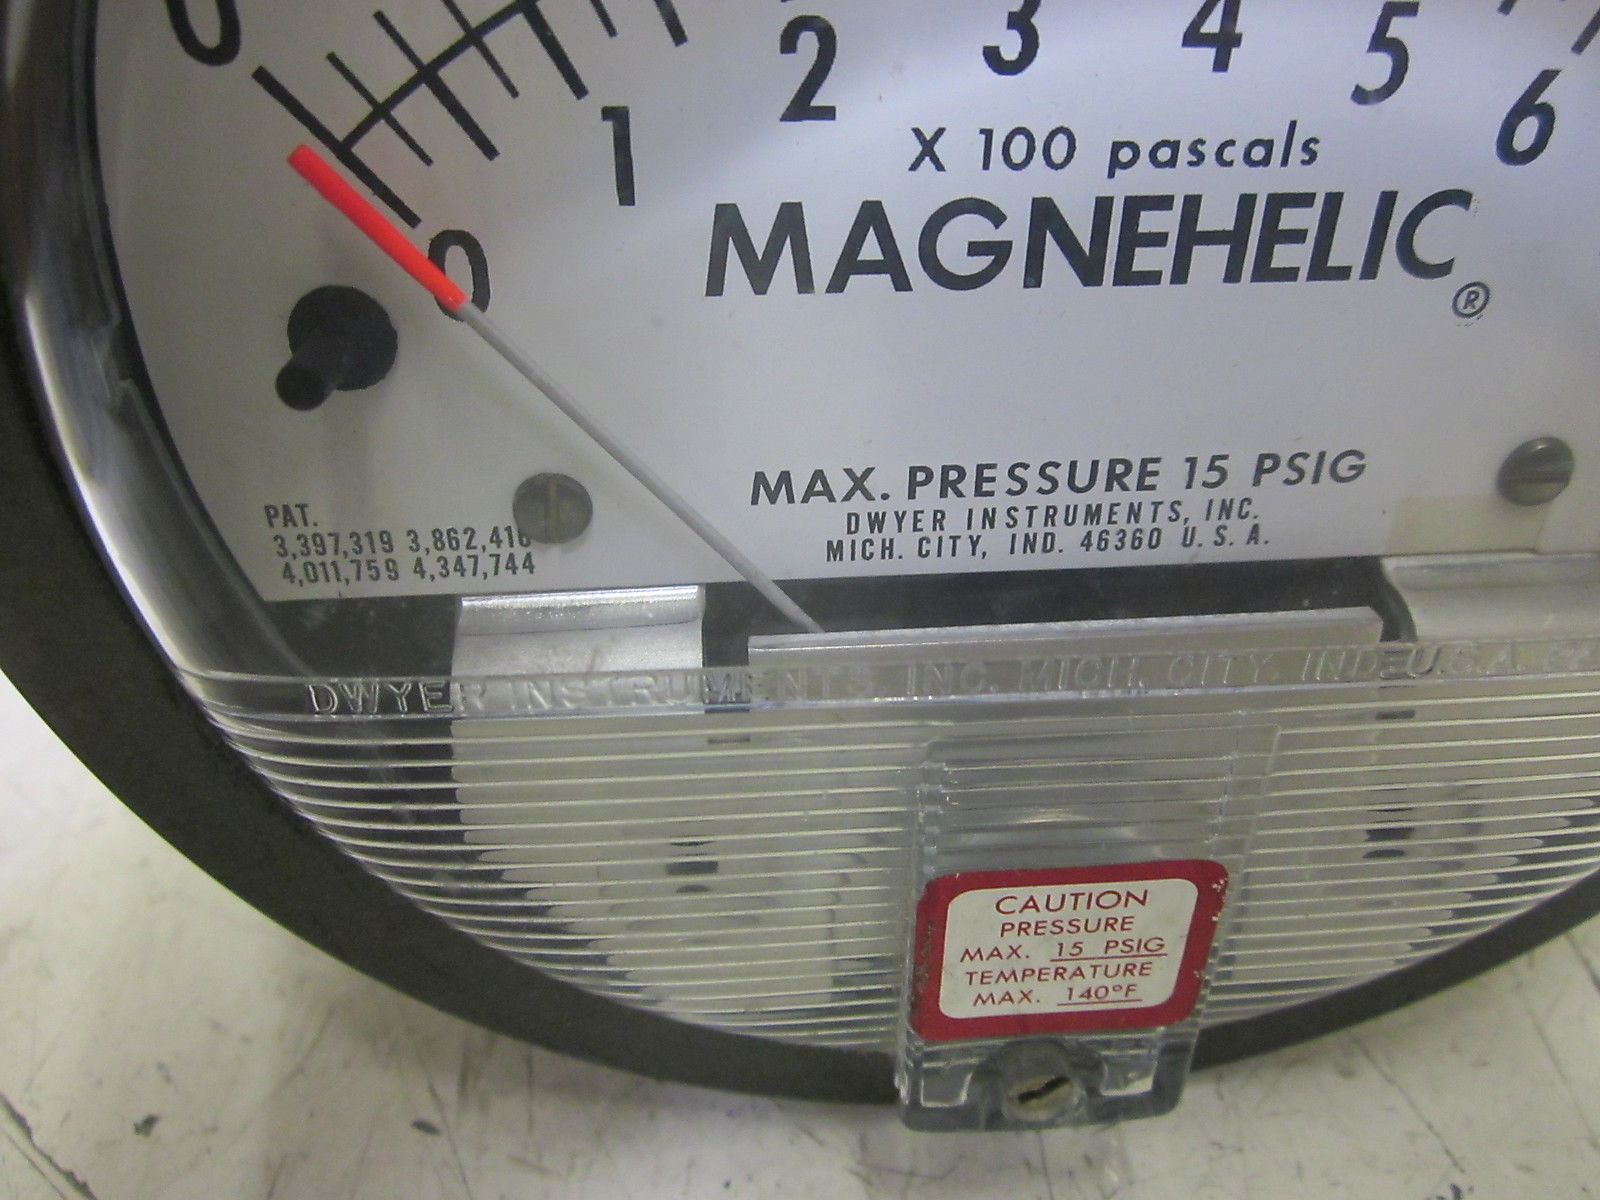 0
0 1 2 3 4 5 6
X 100 pascals
MAGNEHELIC
®
MAX. PRESSURE 15 PSIG
DWYER INSTRUMENTS, INC.
MICH. CITY, IND. 46360 U.S.A.
PAT.
3,397,319 3,862,416
4,011,759 4,347,744
DWYER INSTRUMENTS, INC. MICH. CITY, IND. U.S.A.
CAUTION
PRESSURE
MAX. 15 PSIG
TEMPERATURE
MAX. 140°F